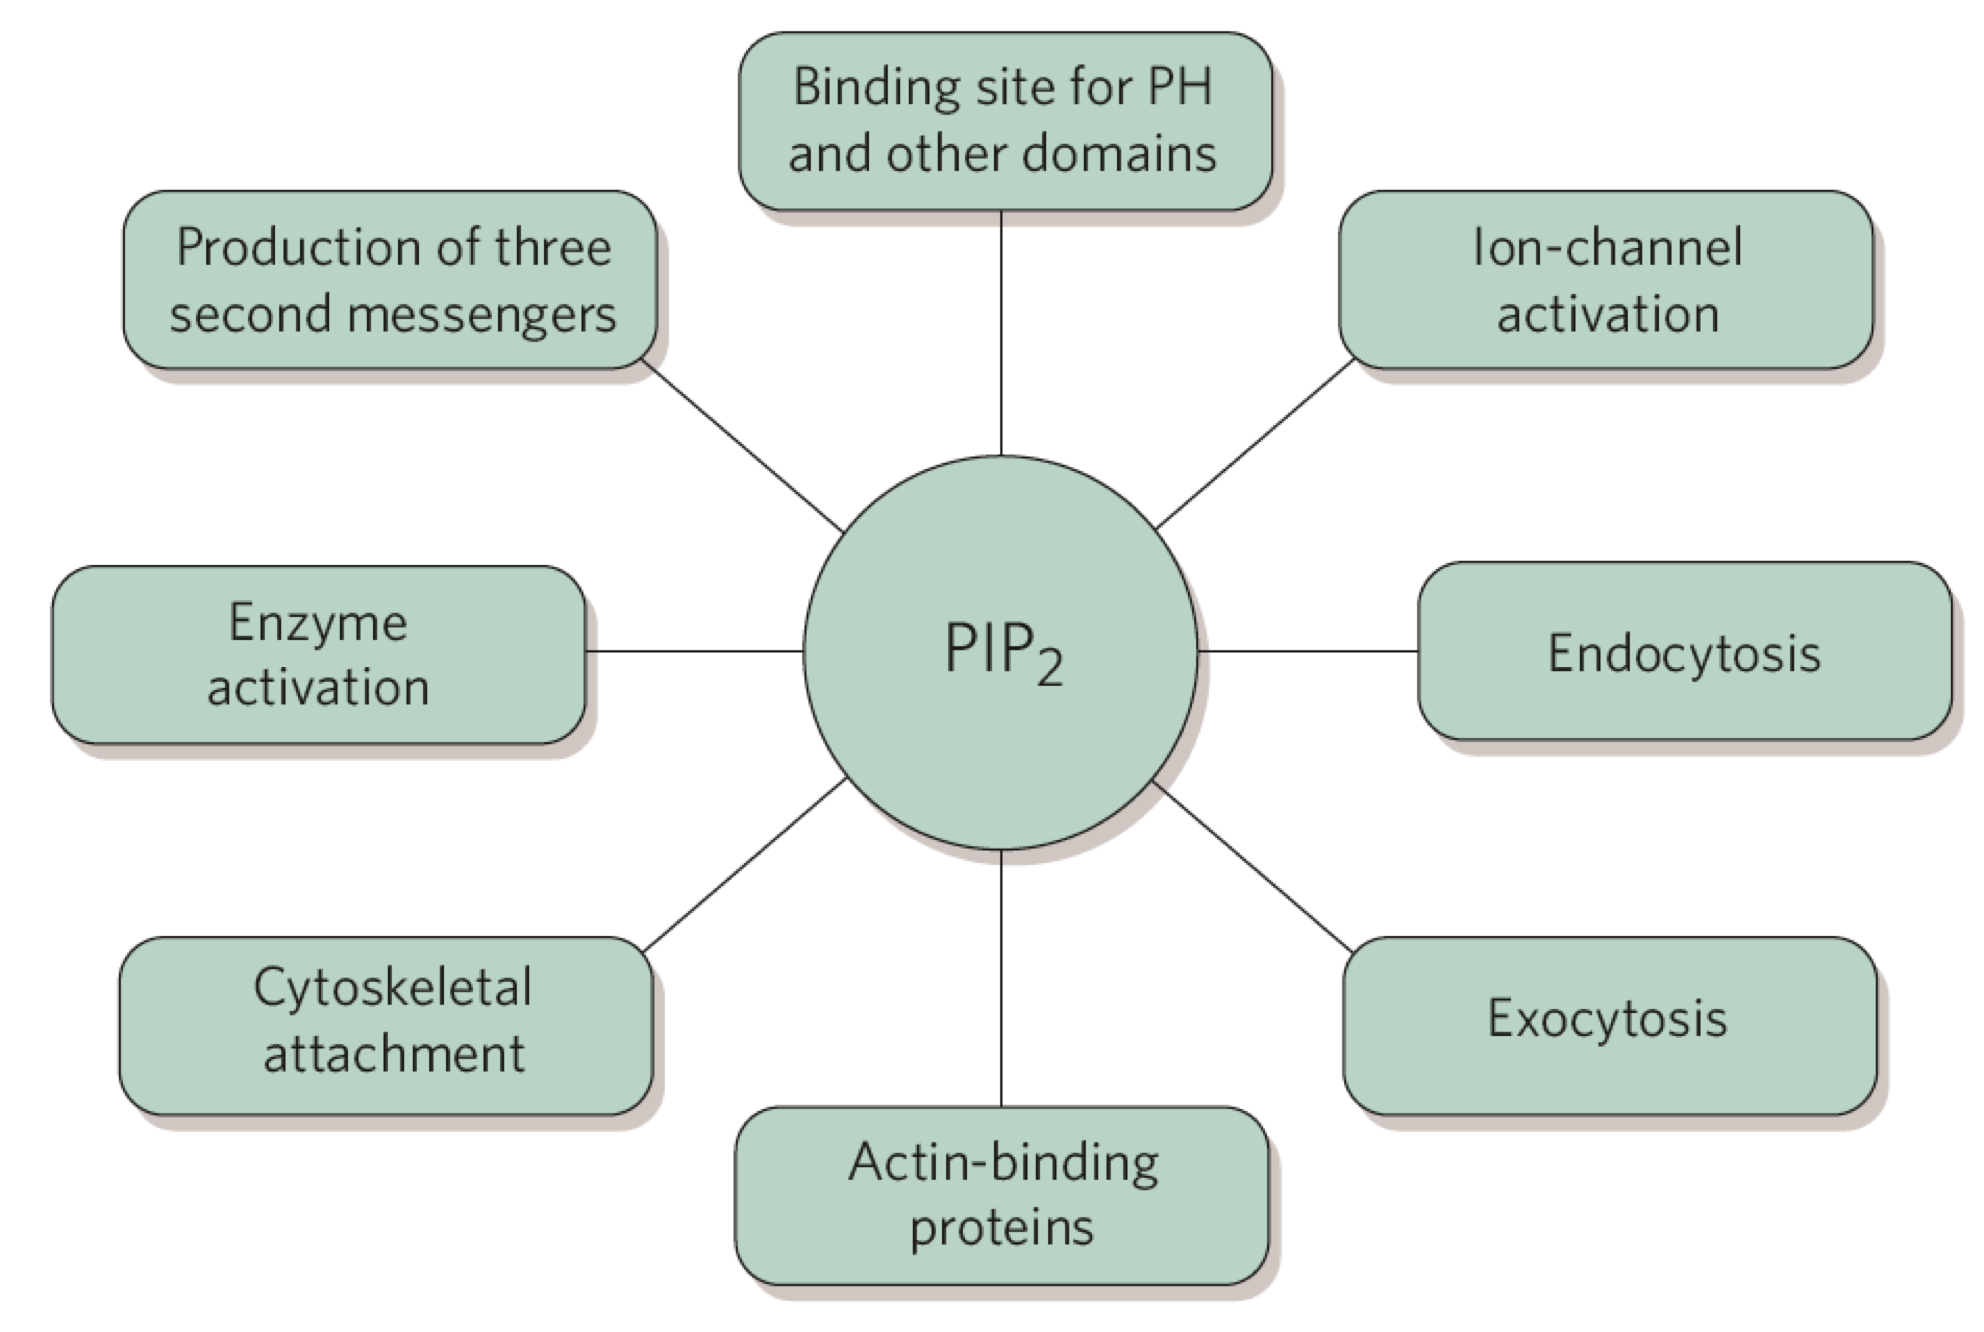 Binding site for PH
and other domains
Production of three
second messengers
Ion-channel
activation
Enzyme
activation
PIP₂
Endocytosis
Cytoskeletal
attachment
Exocytosis
Actin-binding
proteins